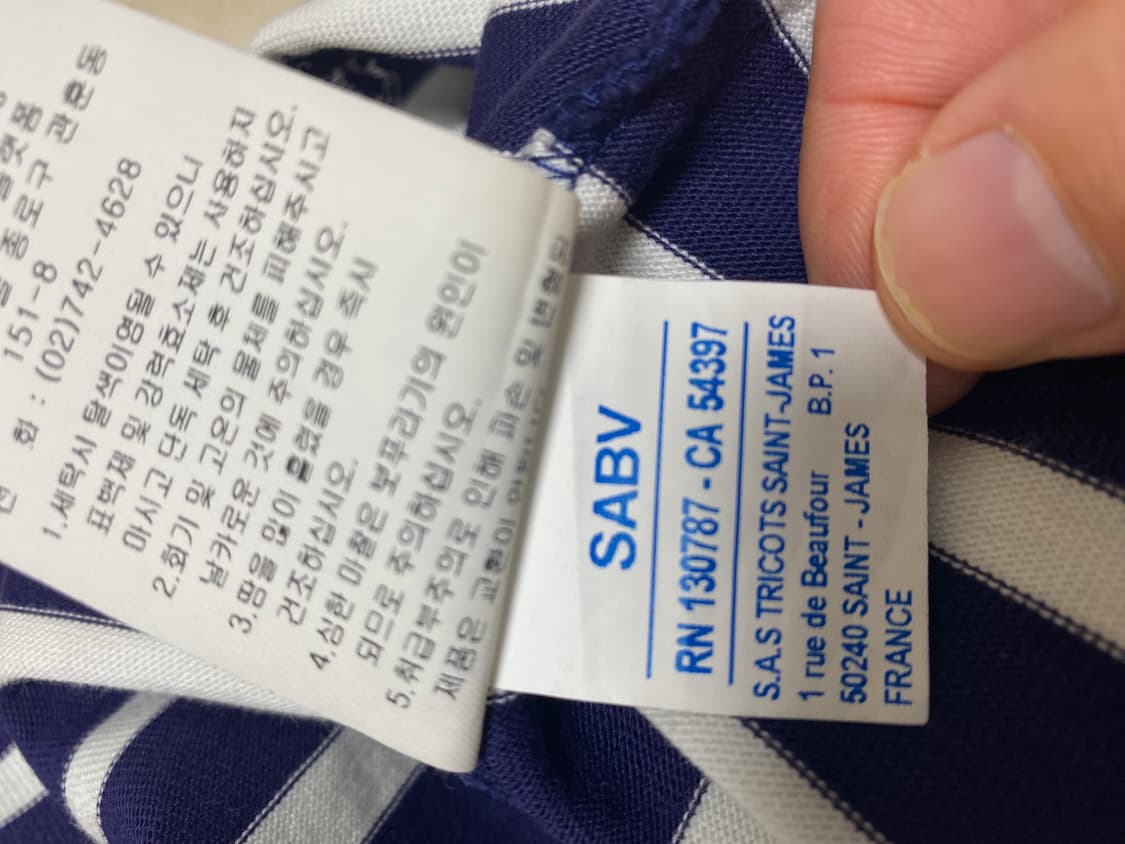 151-8
화 : (02)742-4628
1.세탁시 탈색이염될 수 있으니
표백제 및 강력효소제는 사용하지
마시고 단독 세탁 후 건조하십시오.
2.화기 및 고온의 물체를 피해주시고
날카로운 것에 주의하십시오.
3.땀을 많이 흘렸을 경우 즉시
건조하십시오.
4.심한 마찰은 보푸라기의 원인이
되므로 주의하십시오.
5.취급부주의로 인해 파손 및 변형된
제품은
SABV
RN 130787 - CA 54397
S.A.S TRICOTS SAINT-JAMES
1 rue de Beaufour B.P. 1
50240 SAINT - JAMES
FRANCE